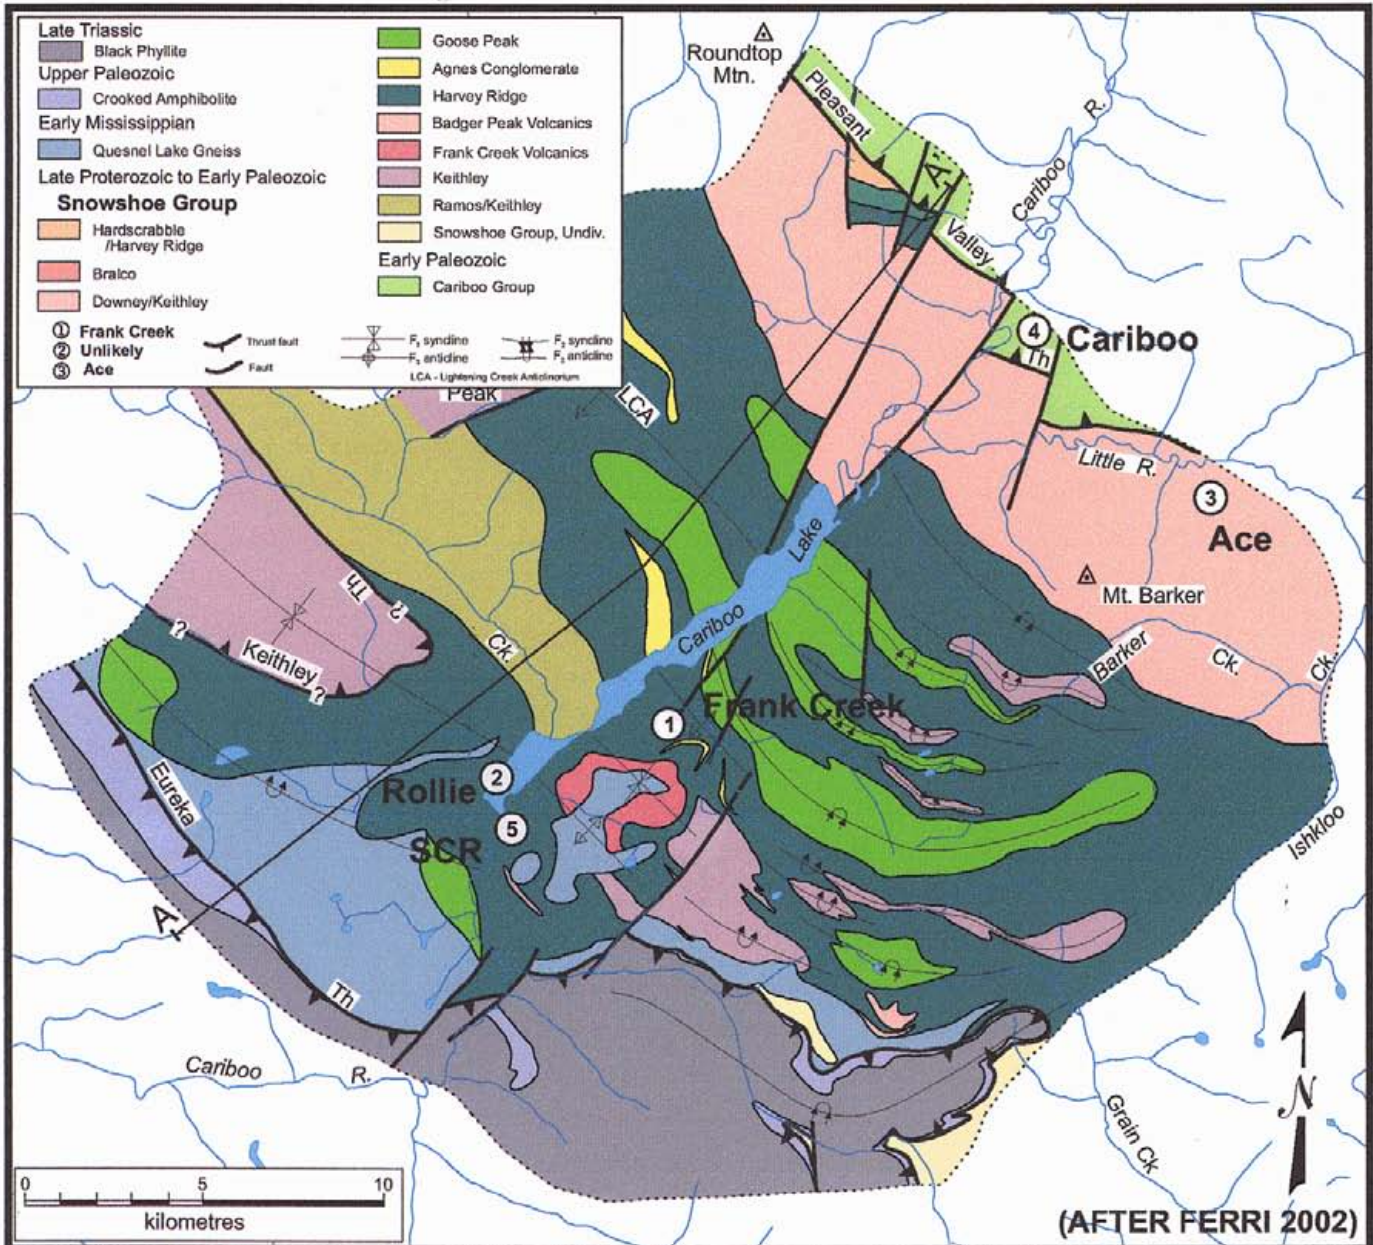 Late Triassic
Black Phyllite
Upper Paleozoic
Crooked Amphibolite
Early Mississippian
Quesnel Lake Gneiss
Late Proterozoic to Early Paleozoic
Snowshoe Group
Hardscrabble
/Harvey Ridge
Bralco
Downey/Keithley
Goose Peak
Agnes Conglomerate
Harvey Ridge
Badger Peak Volcanics
Frank Creek Volcanics
Keithley
Ramos/Keithley
Snowshoe Group, Undiv.
Early Paleozoic
Cariboo Group
1 Frank Creek
2 Unlikely
3 Ace
Thrust fault
Fault
F3 syncline
F3 anticline
F2 syncline
F2 anticline
LCA - Lightening Creek Anticlinorium
Roundtop
Mtn.
Pleasant
A'
Valley
Cariboo
R.
4 Cariboo
Th
Peak
LCA
Little R.
3
Ace
Mt. Barker
Lake
Cariboo
Th
?
?
Keithley
?
Ck.
Barker
Ck.
Ck.
Frank Creek
1
Eureka
2
Rollie
5
SCR
Ishkloo
A
Th
Cariboo
R.
Grain Ck
N
0 5 10
kilometres
(AFTER FERRI 2002)